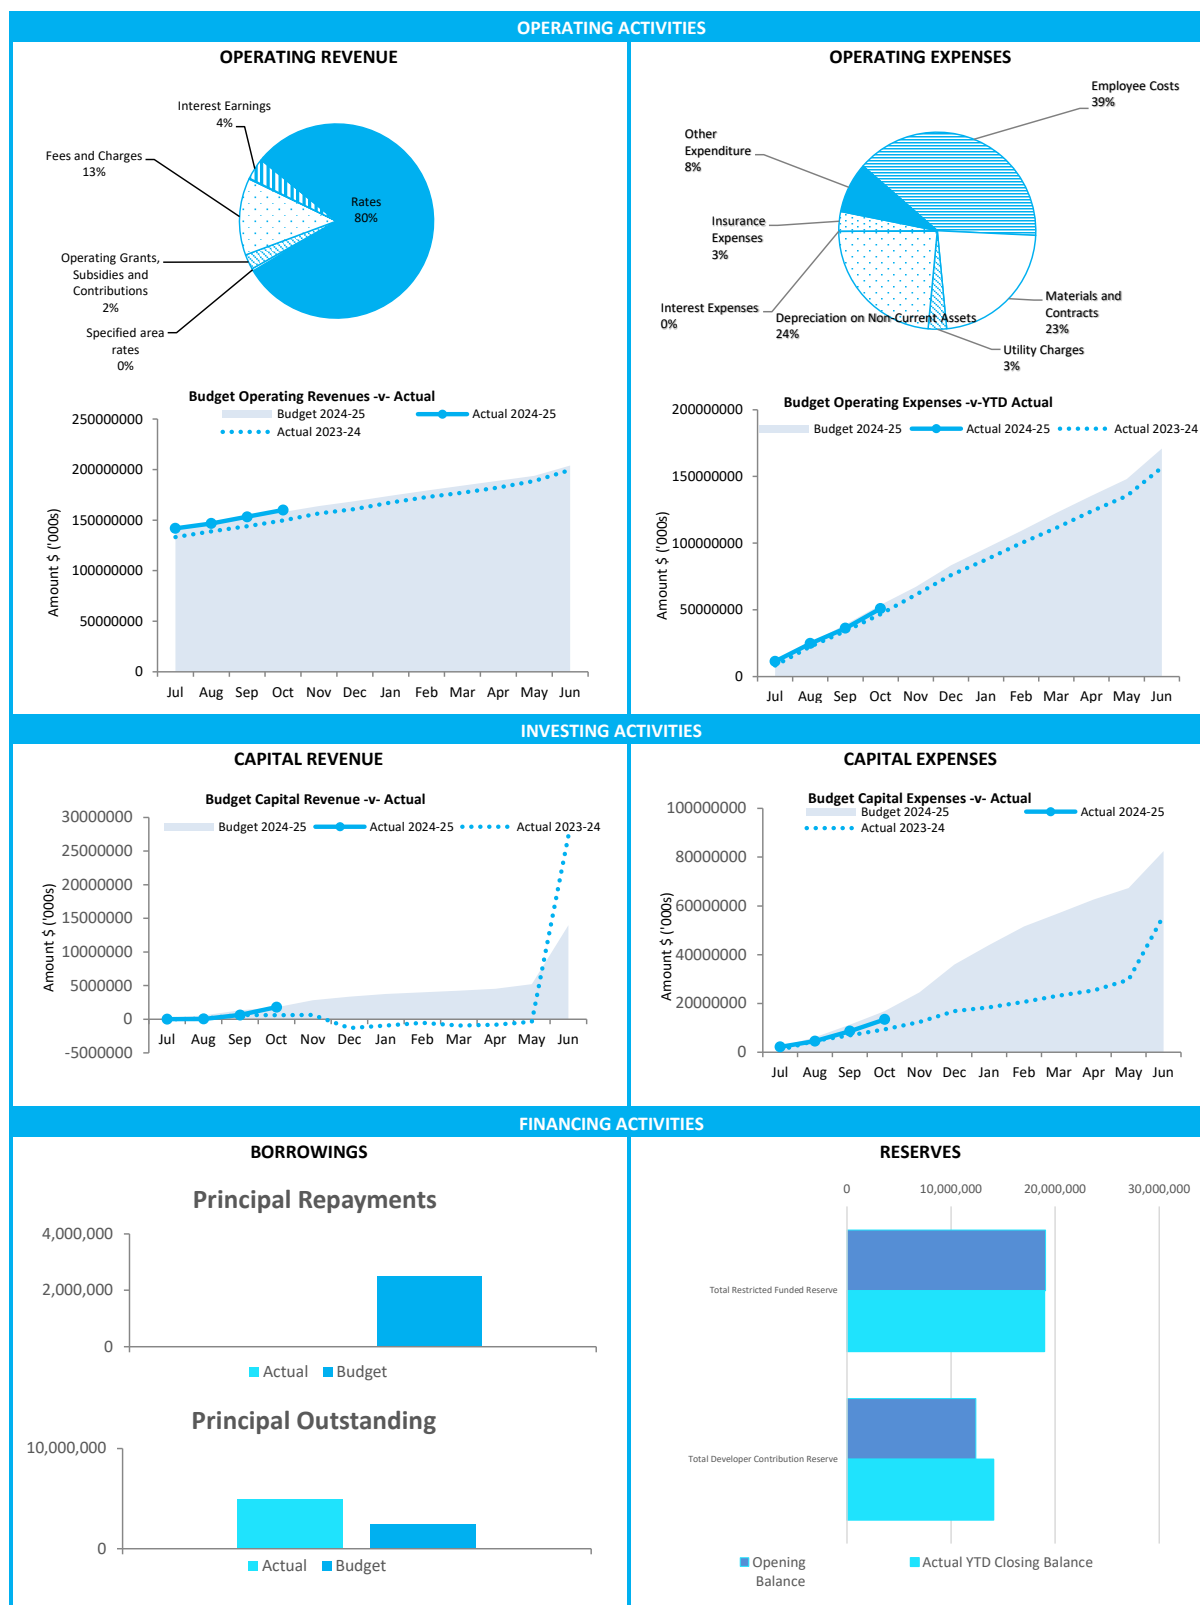 OPERATING ACTIVITIES
OPERATING REVENUE
Interest Earnings
4%
Fees and Charges
13%
Rates
80%
Operating Grants,
Subsidies and
Contributions
2%
Specified area
rates
0%
OPERATING EXPENSES
Employee Costs
39%
Other
Expenditure
8%
Insurance
Expenses
3%
Interest Expenses
0%
Depreciation on Non-Current Assets
24%
Materials and
Contracts
23%
Utility Charges
3%
Budget Operating Revenues -v- Actual
Budget 2024-25
Actual 2024-25
Actual 2023-24
Amount $ ('000s)
250000000
200000000
150000000
100000000
50000000
0
Jul Aug Sep Oct Nov Dec Jan Feb Mar Apr May Jun
Budget Operating Expenses -v-YTD Actual
Budget 2024-25
Actual 2024-25
Actual 2023-24
Amount $ ('000s)
200000000
150000000
100000000
50000000
0
Jul Aug Sep Oct Nov Dec Jan Feb Mar Apr May Jun
INVESTING ACTIVITIES
CAPITAL REVENUE
Budget Capital Revenue -v- Actual
Budget 2024-25
Actual 2024-25
Actual 2023-24
Amount $ ('000s)
30000000
25000000
20000000
15000000
10000000
5000000
0
-5000000
Jul Aug Sep Oct Nov Dec Jan Feb Mar Apr May Jun
CAPITAL EXPENSES
Budget Capital Expenses -v- Actual
Budget 2024-25
Actual 2024-25
Actual 2023-24
Amount $ ('000s)
100000000
80000000
60000000
40000000
20000000
0
Jul Aug Sep Oct Nov Dec Jan Feb Mar Apr May Jun
FINANCING ACTIVITIES
BORROWINGS
Principal Repayments
4,000,000
2,000,000
0
Actual Budget
Principal Outstanding
10,000,000
0
Actual Budget
RESERVES
0 10,000,000 20,000,000 30,000,000
Total Restricted Funded Reserve
Total Developer Contribution Reserve
Opening
Balance
Actual YTD Closing Balance